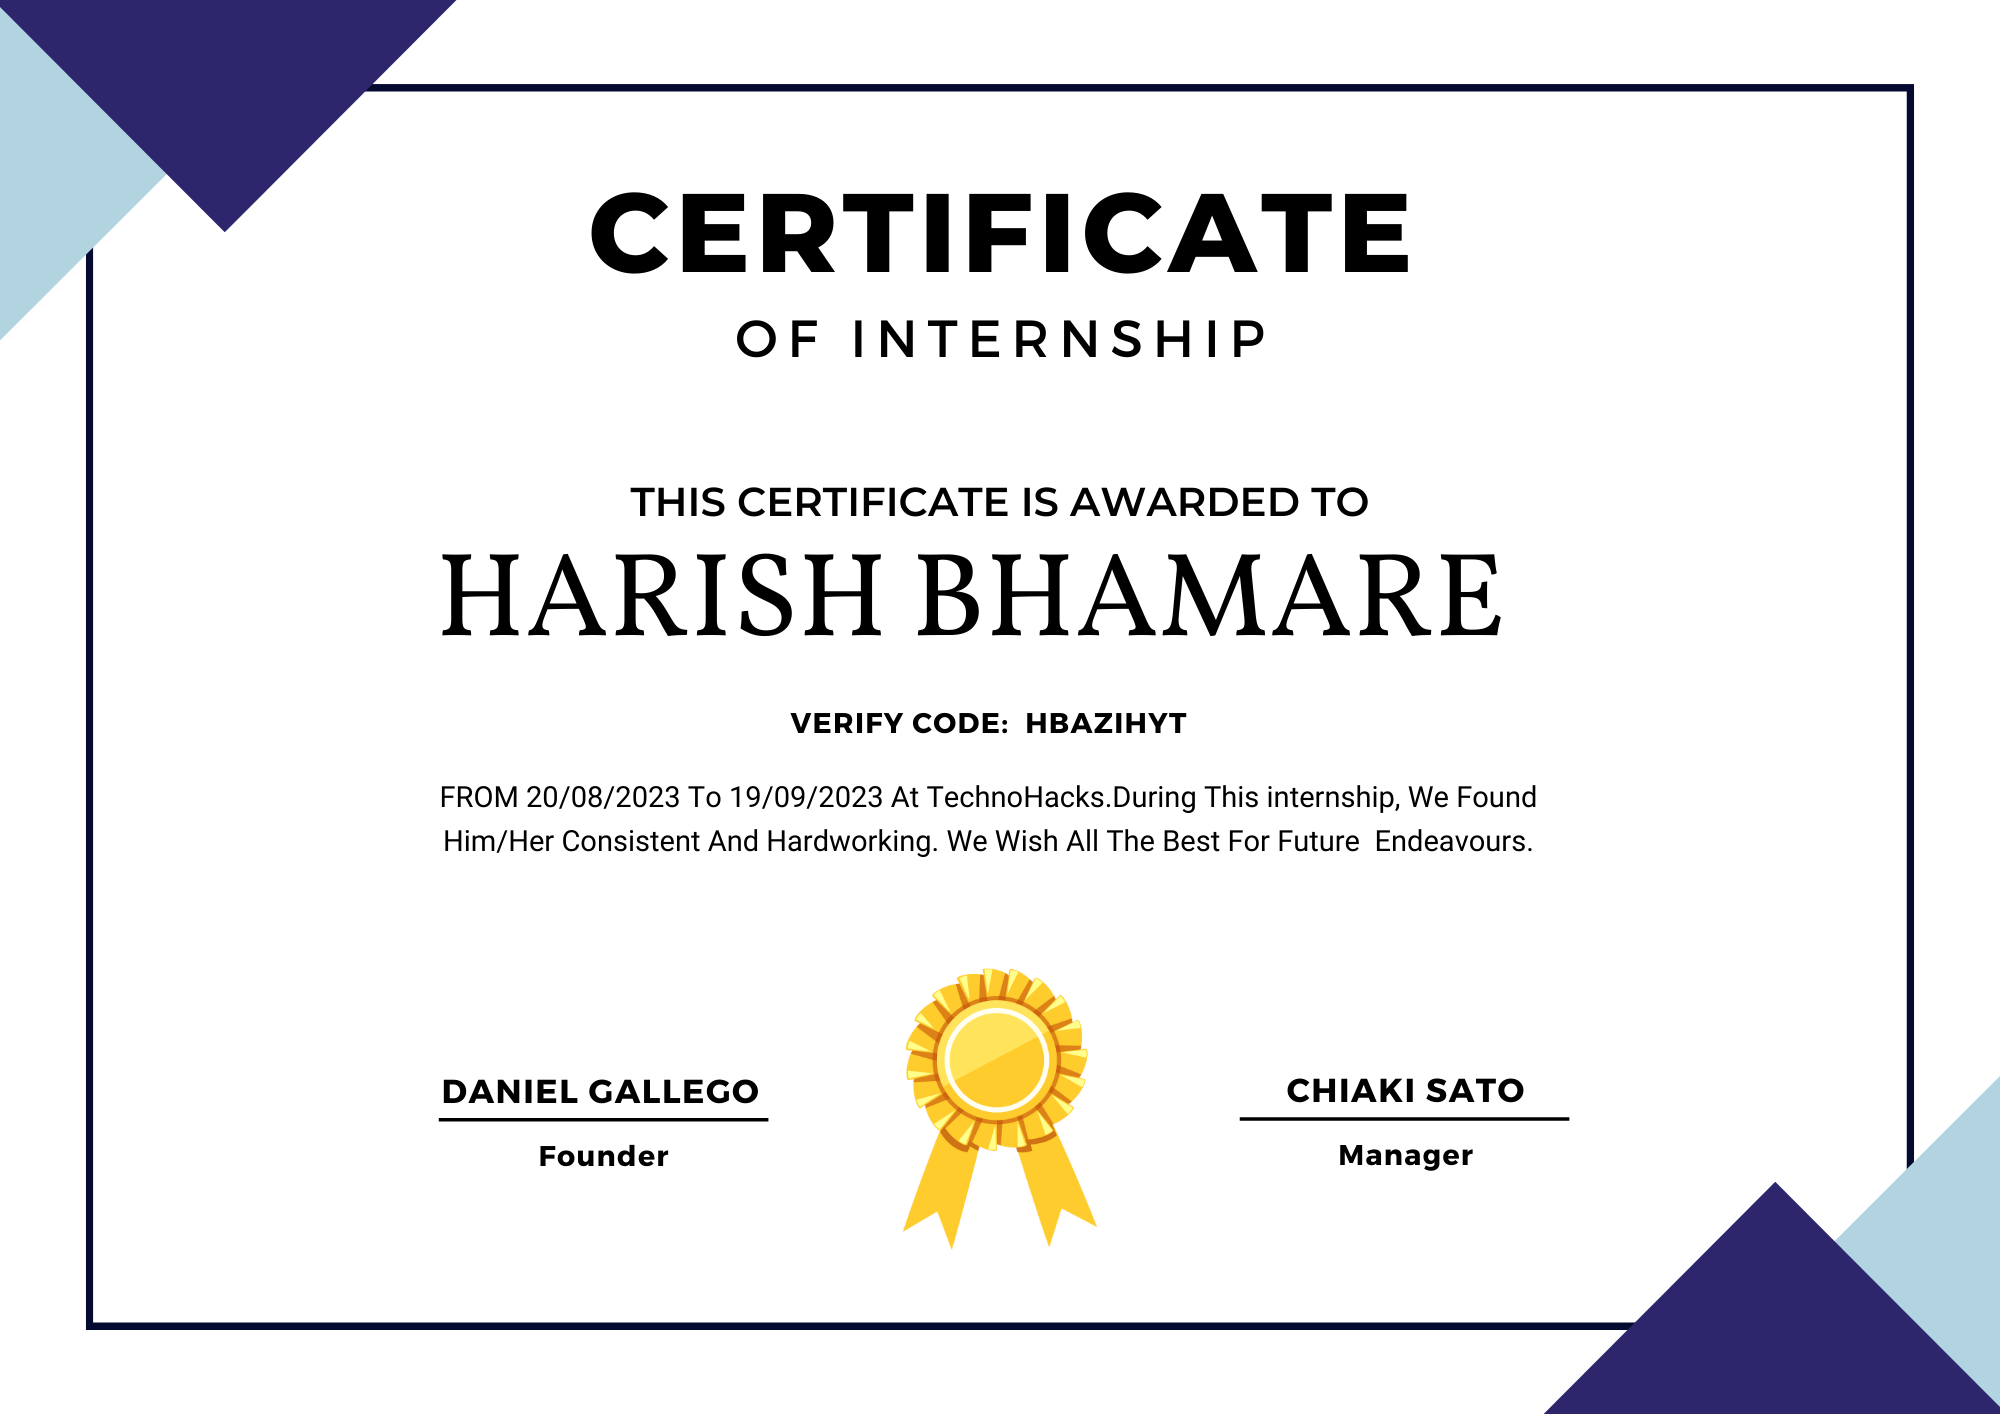 CERTIFICATE
OF INTERNSHIP
THIS CERTIFICATE IS AWARDED TO
HARISH BHAMARE
VERIFY CODE:  HBAZIHYT
FROM 20/08/2023 To 19/09/2023 At TechnoHacks.During This internship, We Found
Him/Her Consistent And Hardworking. We Wish All The Best For Future  Endeavours.
DANIEL GALLEGO
Founder
CHIAKI SATO
Manager